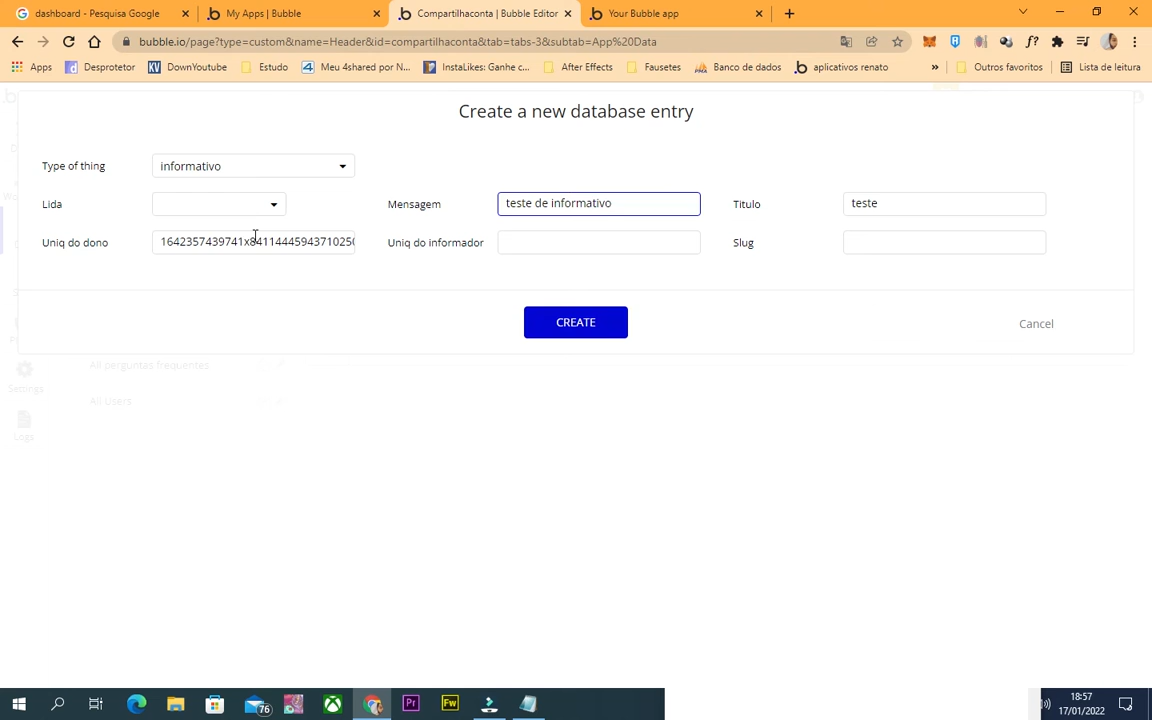 dashboard - Pesquisa Google
My Apps | Bubble
Compartilhaconta | Bubble Editor
Your Bubble app
bubble.io/page?type=custom&name=Header&id=compartilhaconta&tab=tabs-3&subtab=App%20Data
Apps
Desprotetor
DownYoutube
Estudo
Meu 4shared por N...
InstaLikes: Ganhe c...
After Effects
Fausetes
Banco de dados
aplicativos renato
»
Outros favoritos
Lista de leitura
Create a new database entry
Type of thing
informativo
Lida
Mensagem
teste de informativo
Titulo
teste
Uniq do dono
1642357439741x84114445943710250
Uniq do informador
Slug
CREATE
Cancel
All perguntas frequentes
Settings
All Users
Logs
76
18:57
17/01/2022